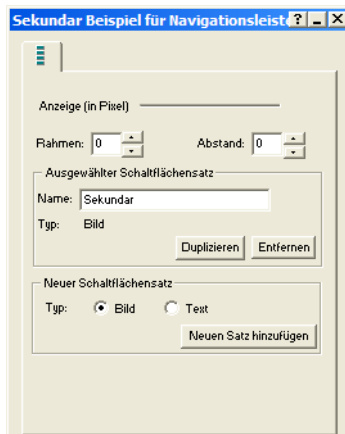 Sekundar Beispiel für Navigationsleiste ? _ X
Anzeige (in Pixel)
Rahmen: 0 Abstand: 0
Ausgewählter Schaltflächensatz
Name: Sekundar
Typ: Bild
Duplizieren Entfernen
Neuer Schaltflächensatz
Typ: Bild Text
Neuen Satz hinzufügen